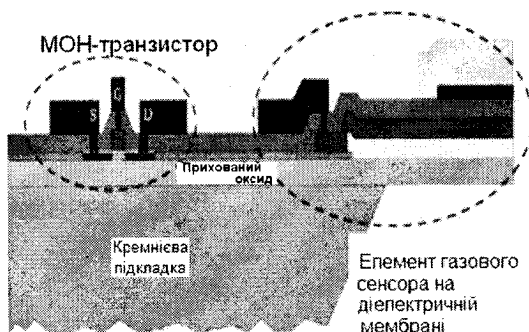 МОН-транзистор
G
S D
Прихований
оксид
Кремнієва
підкладка
Елемент газового
сенсора на
діелектричній
мембрані